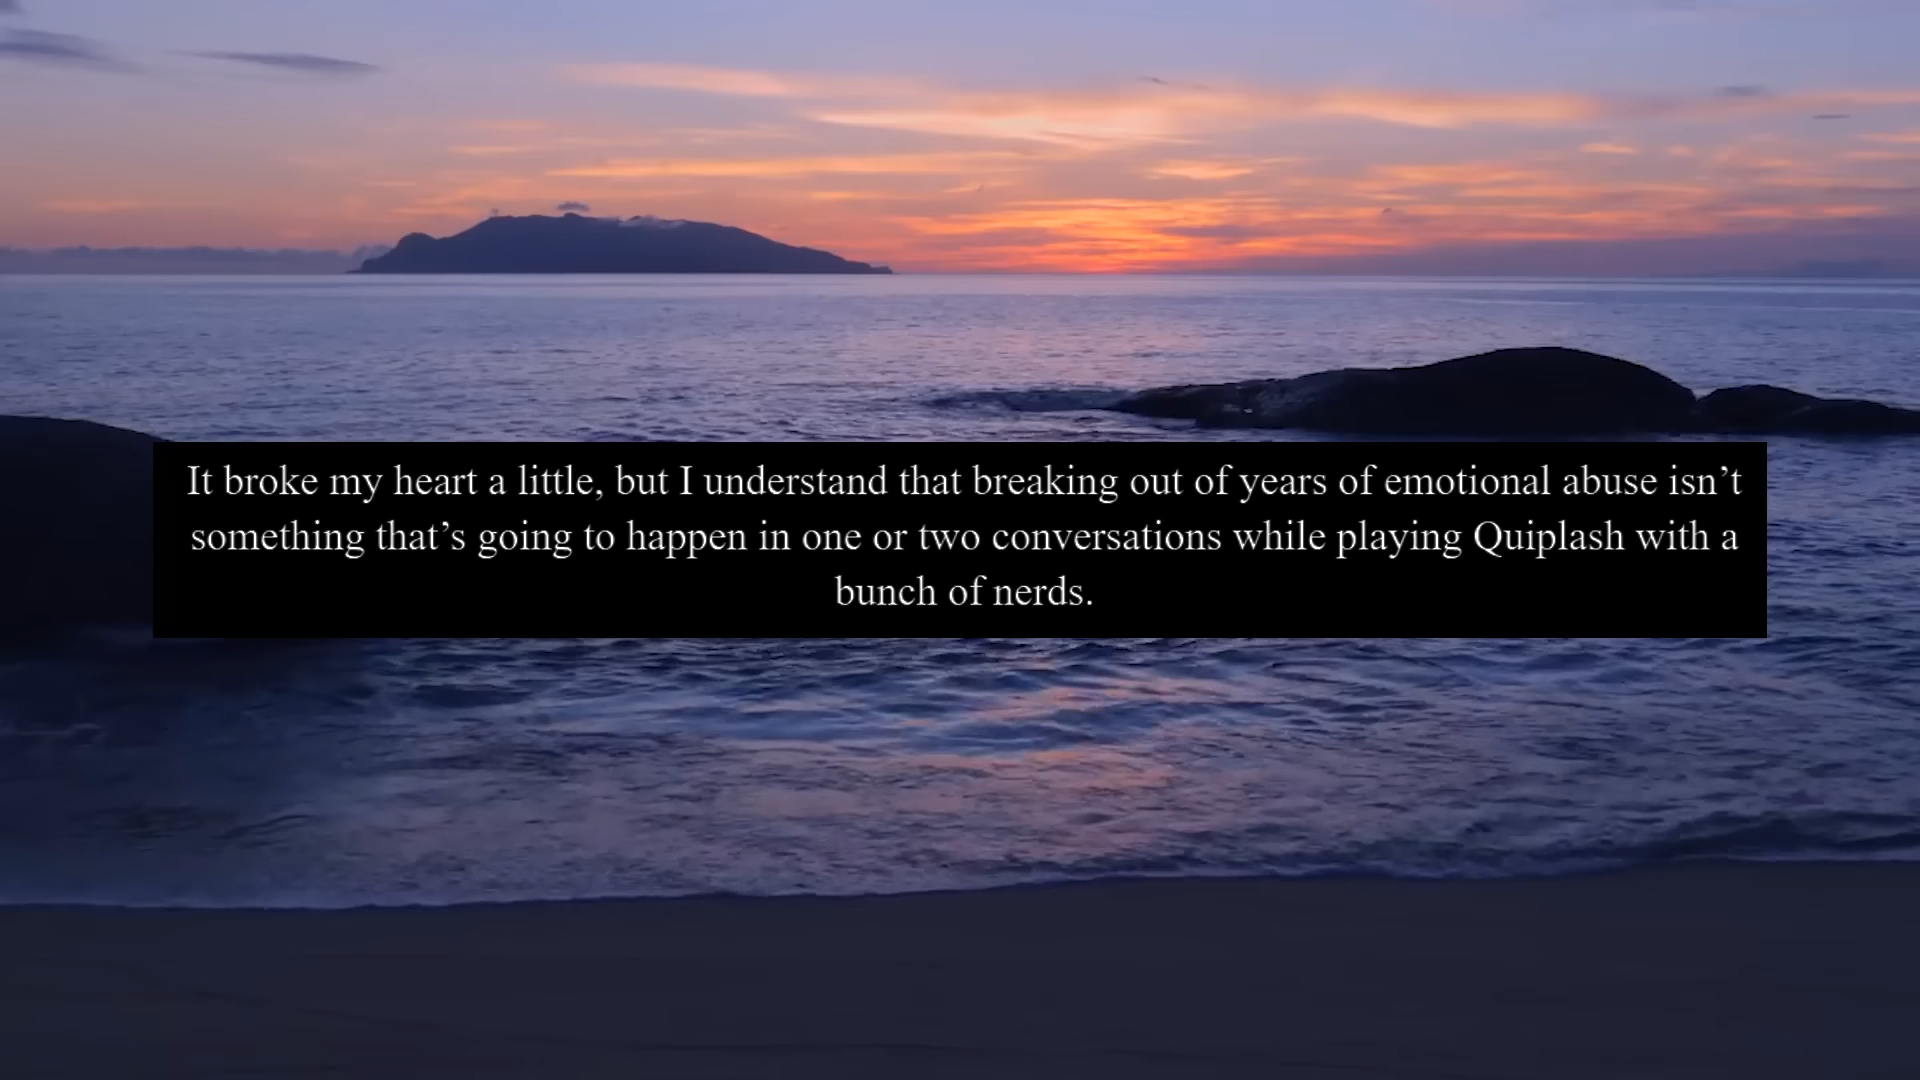 It broke my heart a little, but I understand that breaking out of years of emotional abuse isn’t
something that’s going to happen in one or two conversations while playing Quiplash with a
bunch of nerds.